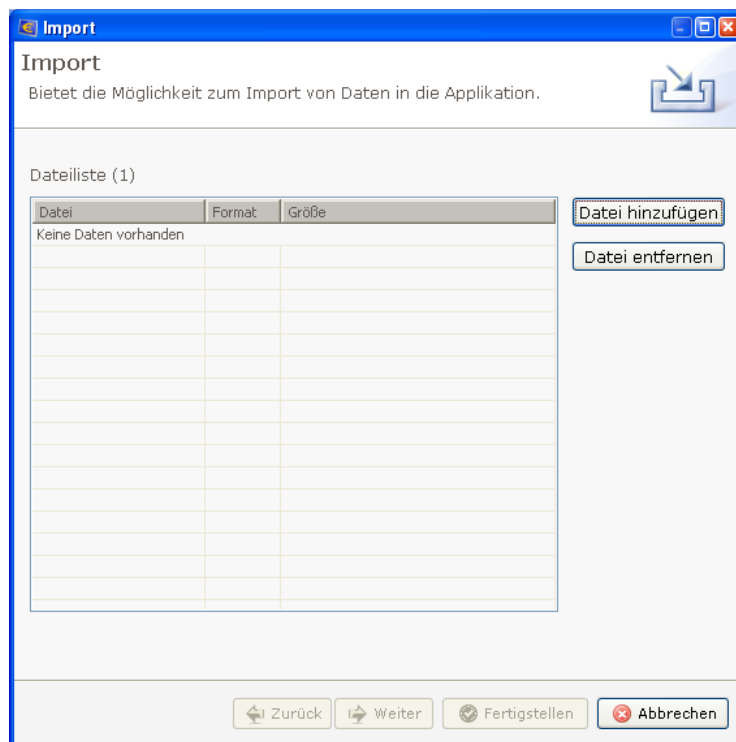 Import
Import
Bietet die Möglichkeit zum Import von Daten in die Applikation.
Dateiliste (1)
Datei Format Größe
Keine Daten vorhanden
Datei hinzufügen
Datei entfernen
Zurück Weiter Fertigstellen Abbrechen